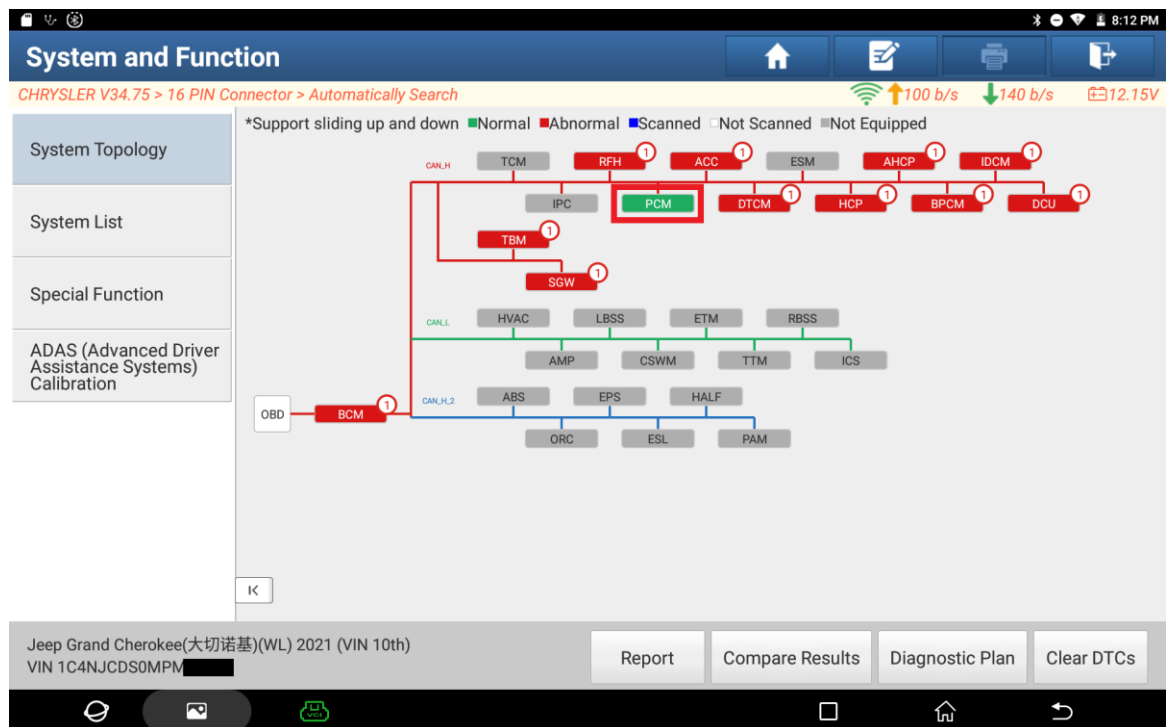 8:12 PM
System and Function
CHRYSLER V34.75 > 16 PIN Connector > Automatically Search
100 b/s 140 b/s 12.15V
System Topology
System List
Special Function
ADAS (Advanced Driver
Assistance Systems)
Calibration
*Support sliding up and down Normal Abnormal Scanned Not Scanned Not Equipped
CAN_H TCM RFH 1 ACC 1 ESM AHCP 1 IDCM 1
IPC PCM DTCM 1 HCP 1 BPCM 1 DCU 1
TBM 1
SGW 1
CAN_L HVAC LBSS ETM RBSS
AMP CSWM TTM ICS
OBD BCM 1 CAN_H_2 ABS EPS HALF
ORC ESL PAM
Jeep Grand Cherokee(大切诺基)(WL) 2021 (VIN 10th)
VIN 1C4NJCDS0MPM
Report Compare Results Diagnostic Plan Clear DTCs
VCI